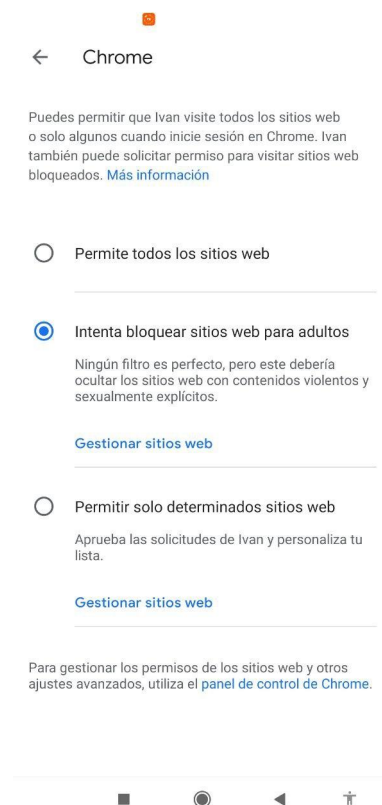 Chrome
Puedes permitir que Ivan visite todos los sitios web
o solo algunos cuando inicie sesión en Chrome. Ivan
también puede solicitar permiso para visitar sitios web
bloqueados. Más información
Permite todos los sitios web
Intenta bloquear sitios web para adultos
Ningún filtro es perfecto, pero este debería
ocultar los sitios web con contenidos violentos y
sexualmente explícitos.
Gestionar sitios web
Permitir solo determinados sitios web
Aprueba las solicitudes de Ivan y personaliza tu
lista.
Gestionar sitios web
Para gestionar los permisos de los sitios web y otros
ajustes avanzados, utiliza el panel de control de Chrome.